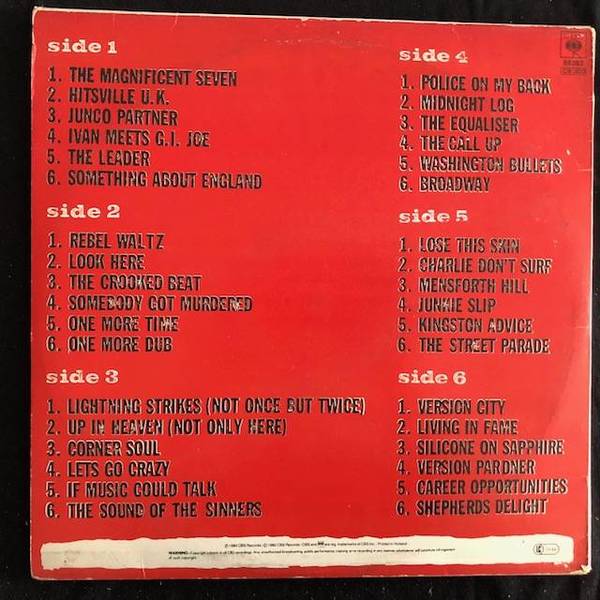 side 1
1. THE MAGNIFICENT SEVEN
2. HITSVILLE U.K.
3. JUNCO PARTNER
4. IVAN MEETS G.I. JOE
5. THE LEADER
6. SOMETHING ABOUT ENGLAND
side 2
1. REBEL WALTZ
2. LOOK HERE
3. THE CROOKED BEAT
4. SOMEBODY GOT MURDERED
5. ONE MORE TIME
6. ONE MORE DUB
side 3
1. LIGHTNING STRIKES (NOT ONCE BUT TWICE)
2. UP IN HEAVEN (NOT ONLY HERE)
3. CORNER SOUL
4. LETS GO CRAZY
5. IF MUSIC COULD TALK
6. THE SOUND OF THE SINNERS
side 4
1. POLICE ON MY BACK
2. MIDNIGHT LOG
3. THE EQUALISER
4. THE CALL UP
5. WASHINGTON BULLETS
6. BROADWAY
side 5
1. LOSE THIS SKIN
2. CHARLIE DON'T SURF
3. MENSFORTH HILL
4. JUNKIE SLIP
5. KINGSTON ADVICE
6. THE STREET PARADE
side 6
1. VERSION CITY
2. LIVING IN FAME
3. SILICONE ON SAPPHIRE
4. VERSION PARDNER
5. CAREER OPPORTUNITIES
6. SHEPHERDS DELIGHT